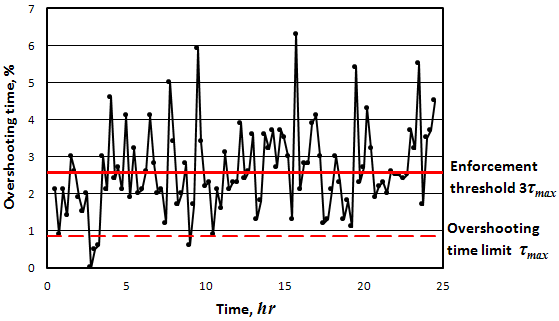 7
6
5
4
3
2
1
0
Overshooting time, %
0 5 10 15 20 25
Time, hr
Enforcement
threshold 3τmax
Overshooting
time limit τmax